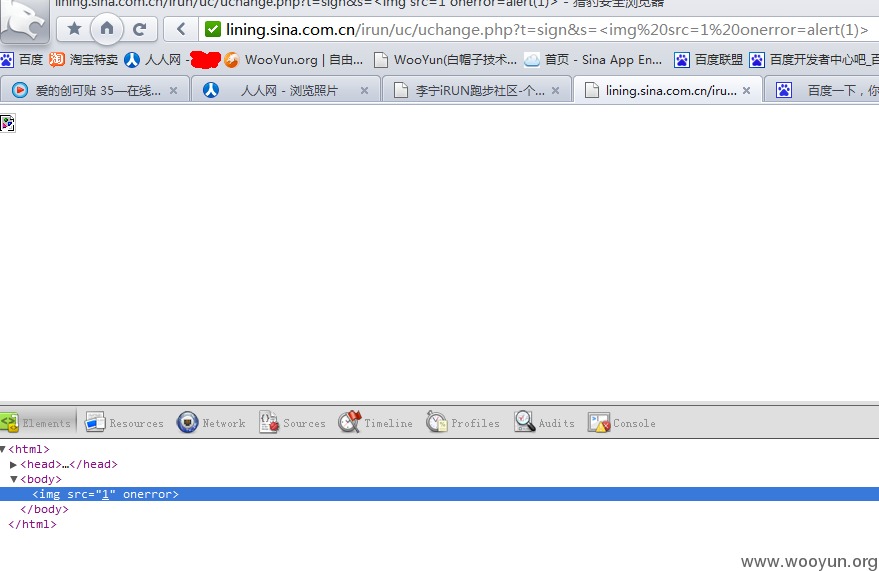 lining.sina.com.cn/irun/uc/uchange.php?t=sign&s=<img src=1 onerror=alert(1)> - 猎豹安全浏览器
lining.sina.com.cn/irun/uc/uchange.php?t=sign&s=<img%20src=1%20onerror=alert(1)>
百度 淘宝特卖 人人网 - WooYun.org | 自由... WooYun(白帽子技术... 首页 - Sina App En... 百度联盟 百度开发者中心吧_百
爱的创可贴 35—在线... × 人人网 - 浏览照片 × 李宁iRUN跑步社区-个... × lining.sina.com.cn/iru... × 百度一下，你
Elements Resources Network Sources Timeline Profiles Audits Console
▼<html>
▶<head>…</head>
▼<body>
<img src="1" onerror>
</body>
</html>
www.wooyun.org